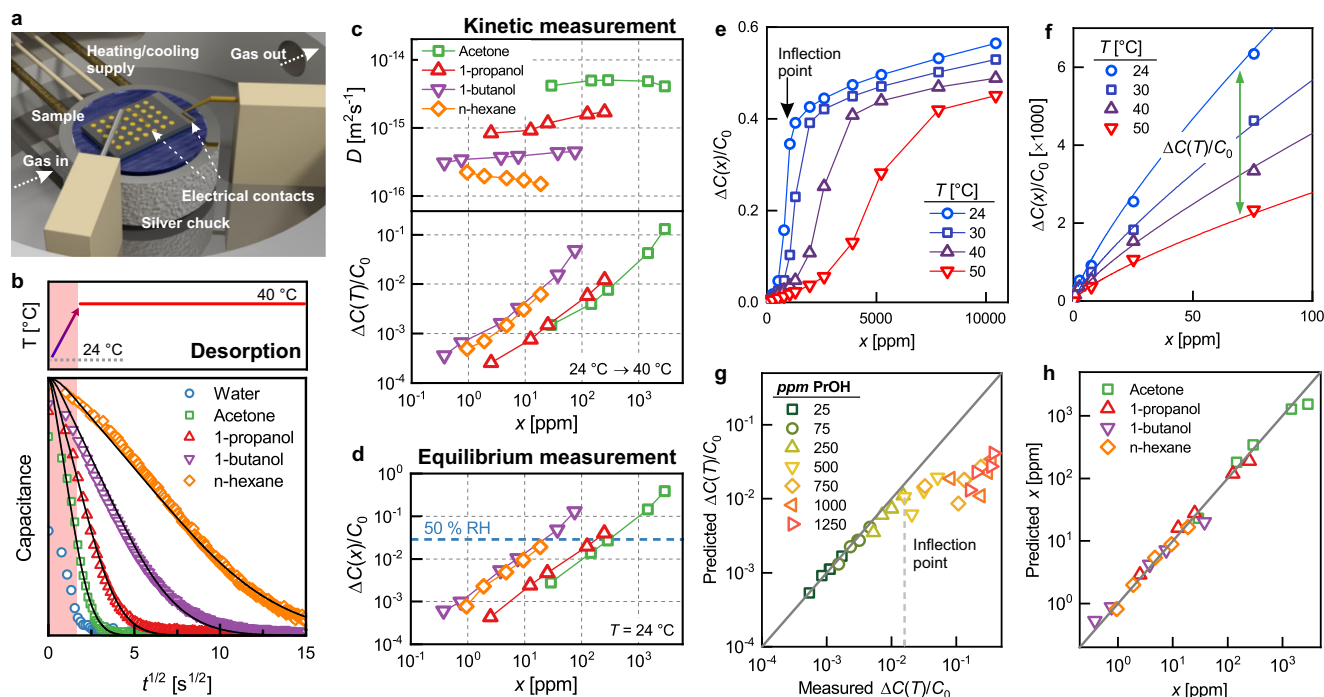 a
Heating/cooling
supply
Gas out
Sample
Gas in
Electrical contacts
Silver chuck
b
T [°C]
40 °C
24 °C
Desorption
Capacitance
Water
Acetone
1-propanol
1-butanol
n-hexane
0 5 10 15
t^1/2 [s^1/2]
c
Kinetic measurement
Acetone
1-propanol
1-butanol
n-hexane
D [m²s⁻¹]
10⁻¹⁴
10⁻¹⁵
10⁻¹⁶
ΔC(T)/C₀
10⁻¹
10⁻²
10⁻³
10⁻⁴
24 °C → 40 °C
10⁰ 10¹ 10² 10³
x [ppm]
d
Equilibrium measurement
ΔC(x)/C₀
10⁰
10⁻¹
10⁻²
10⁻³
10⁻⁴
50 % RH
T = 24 °C
10⁰ 10¹ 10² 10³
x [ppm]
e
Inflection
point
ΔC(x)/C₀
0.6
0.4
0.2
0.0
T [°C]
24
30
40
50
0 5000 10000
x [ppm]
f
T [°C]
24
30
40
50
ΔC(x)/C₀ [×1000]
6
4
2
0
ΔC(T)/C₀
0 50 100
x [ppm]
g
ppm PrOH
25
75
250
500
750
1000
1250
Predicted ΔC(T)/C₀
10⁻¹
10⁻²
10⁻³
10⁻⁴
Inflection
point
10⁻⁴ 10⁻³ 10⁻² 10⁻¹
Measured ΔC(T)/C₀
h
Acetone
1-propanol
1-butanol
n-hexane
Predicted x [ppm]
10³
10²
10¹
10⁰
10⁰ 10¹ 10² 10³
x [ppm]